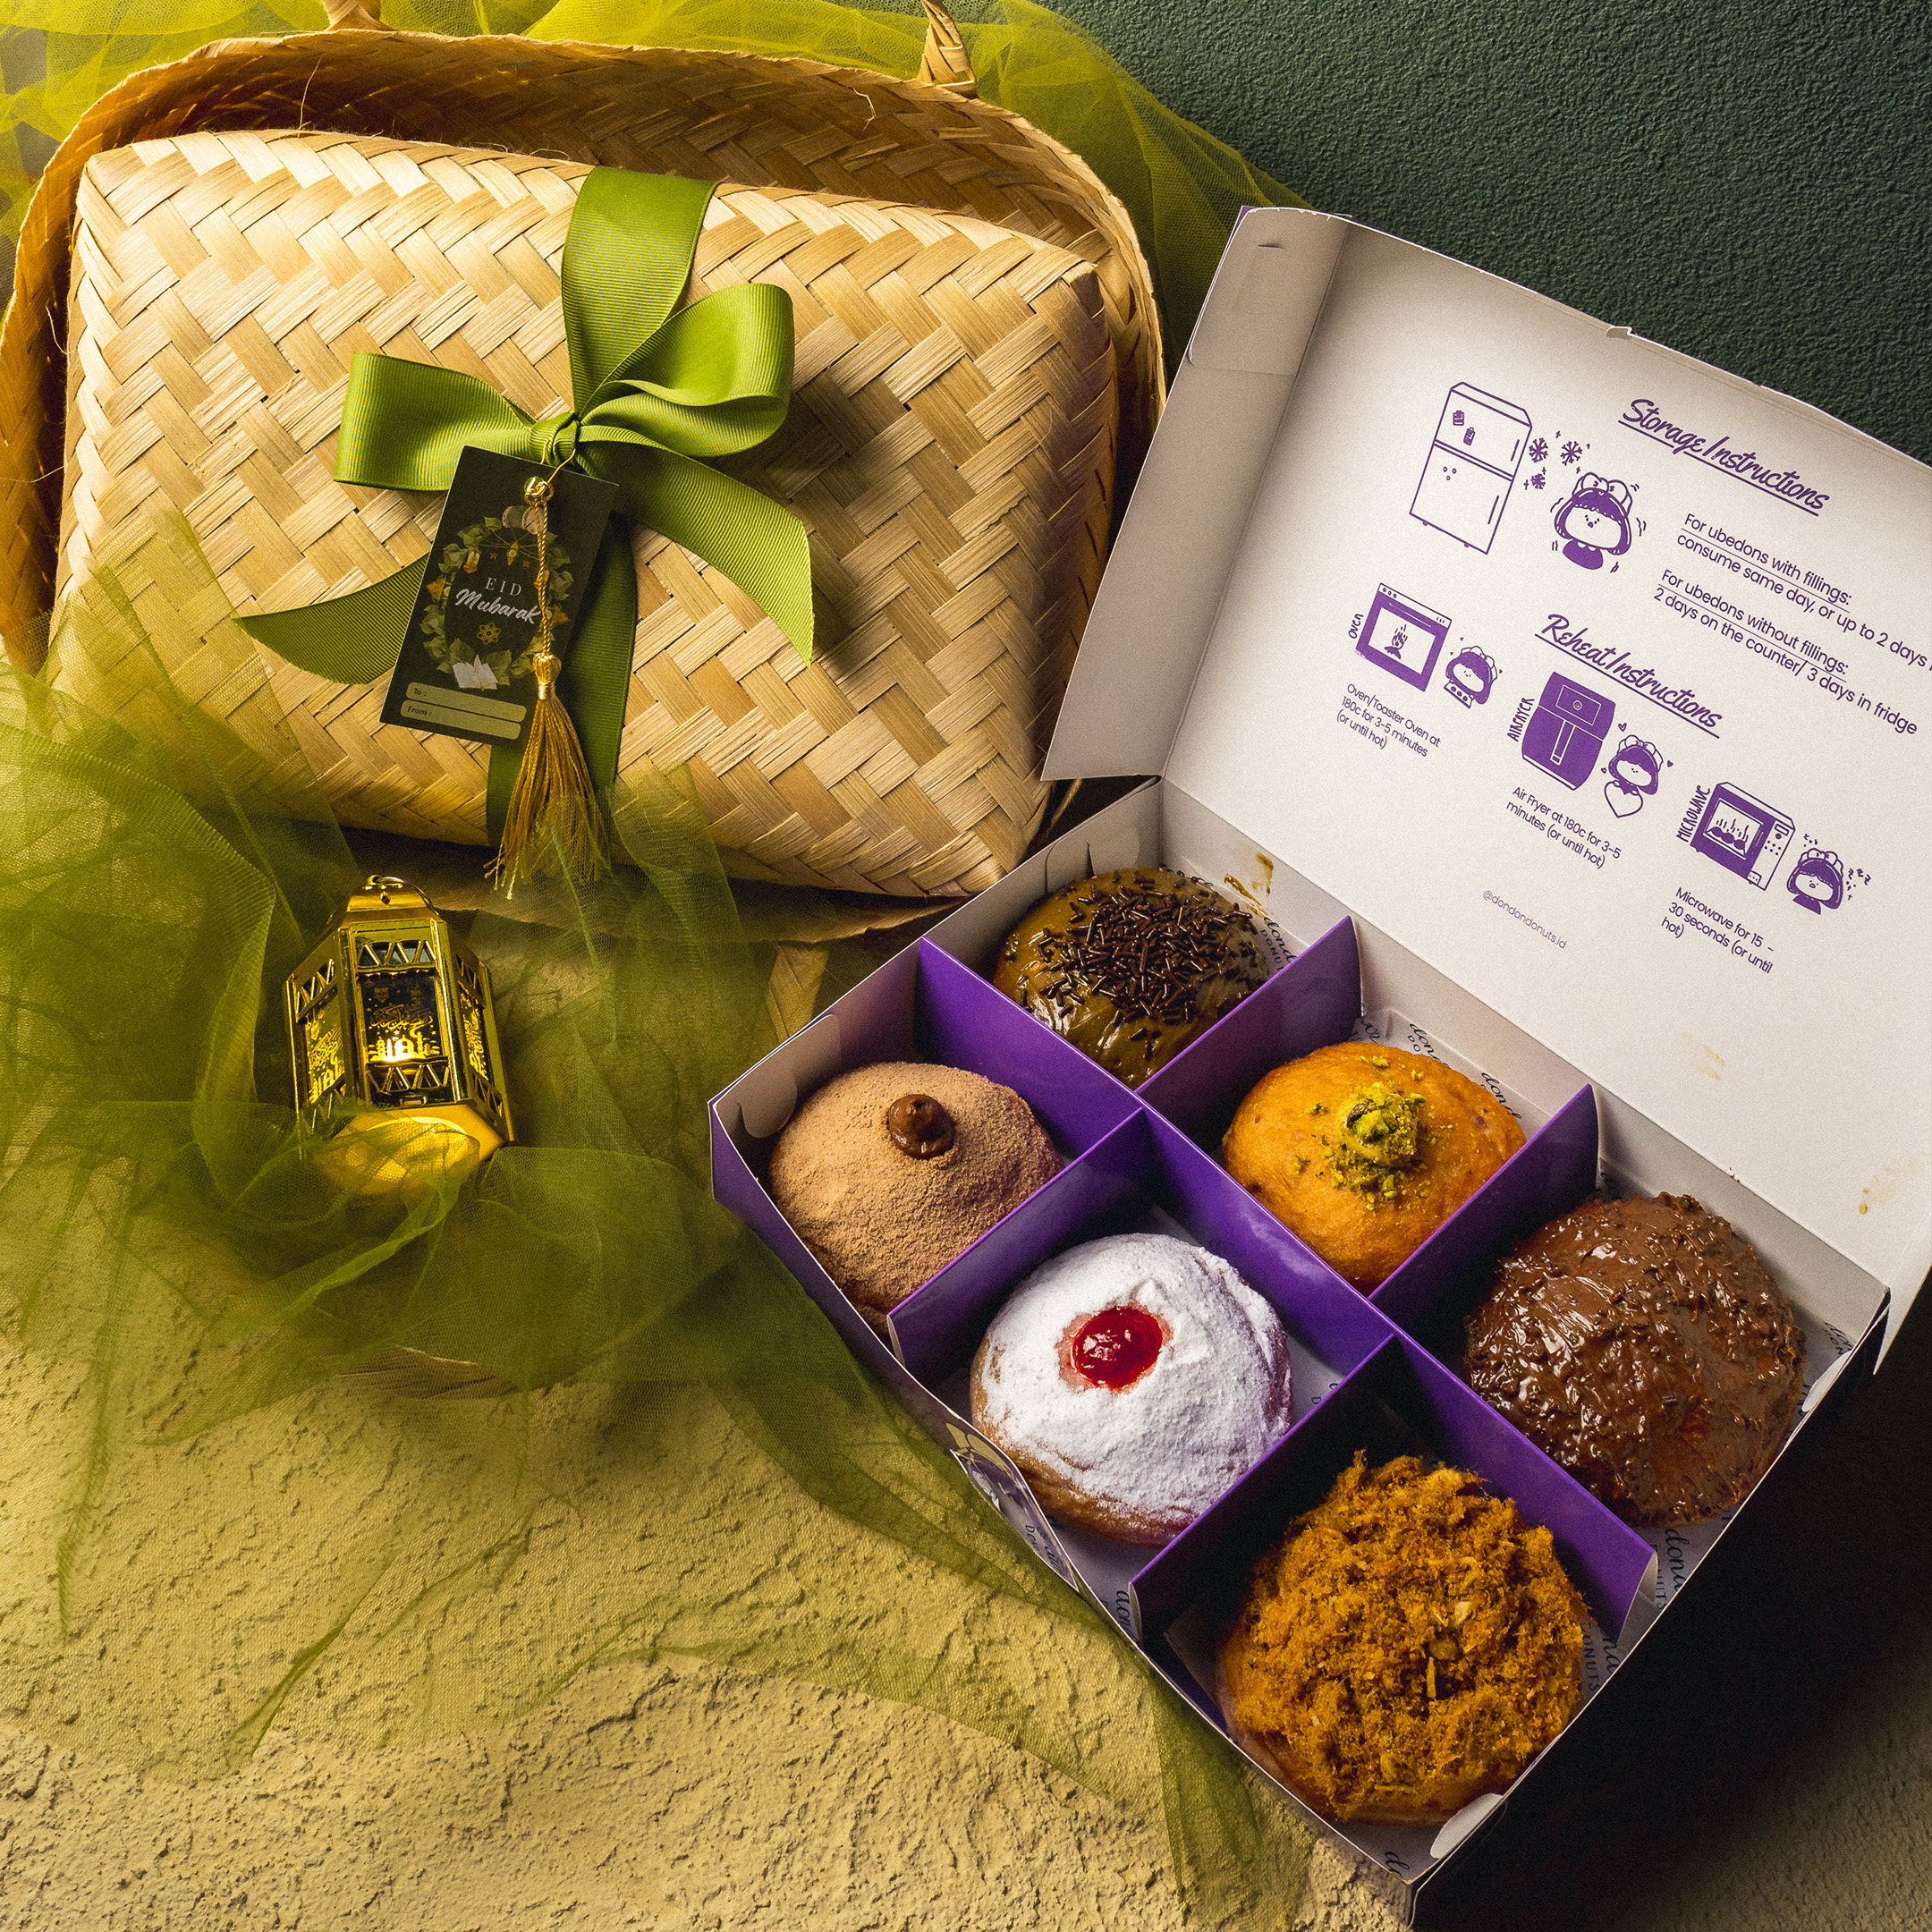 EID
Mubarak
To :
From :
Storage Instructions
For ubedons with fillings:
consume same day, or up to 2 days
For ubedons without fillings:
2 days on the counter/ 3 days in fridge
Reheat Instructions
OVEN
Oven/Toaster Oven at
180c for 3-5 minutes
(or until hot)
AIRFRYER
Air Fryer at 180c for 3-5
minutes (or until hot)
MICROWAVE
Microwave for 15 -
30 seconds (or until
hot)
@dondondonuts.id